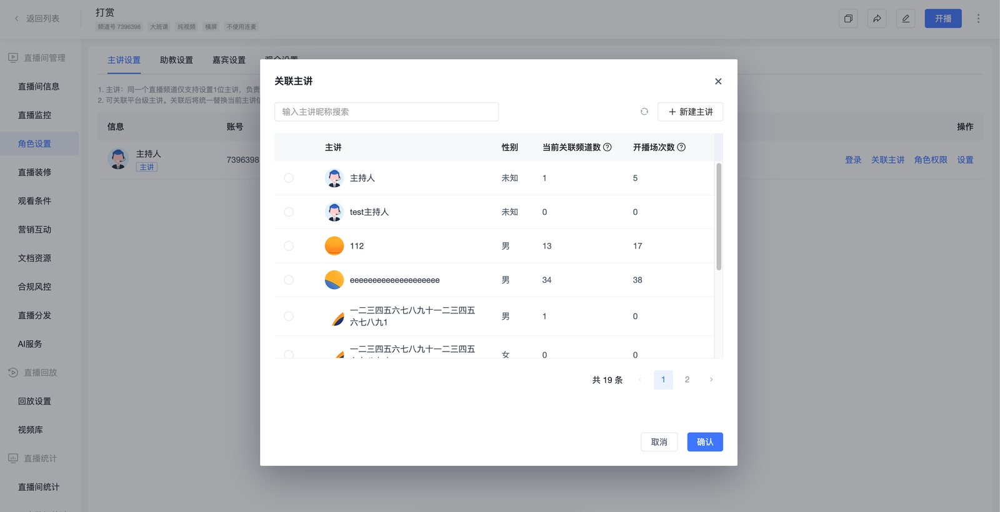 返回列表
打赏
频道号 7396398 大班课 纯视频 横屏 不使用连麦
开播
直播间管理
直播间信息
直播监控
角色设置
直播装修
观看条件
营销互动
文档资源
合规风控
直播分发
AI服务
直播回放
回放设置
视频库
直播统计
直播间统计
主讲设置 助教设置 嘉宾设置 观众设置
1. 主讲：同一个直播频道仅支持设置1位主讲，负责
2. 可关联平台级主讲。关联后将统一替换当前主讲信
信息 账号 操作
主持人
主讲
7396398
登录 关联主讲 角色权限 设置
关联主讲
输入主讲昵称搜索
新建主讲
主讲 性别 当前关联频道数 开播场次数
主持人 未知 1 5
test主持人 未知 0 0
112 男 13 17
eeeeeeeeeeeeeeeeeeee 男 34 38
一二三四五六七八九十一二三四五
六七八九1 男 1 0
一二三四五六七八九十一二三四五
女 0 0
共 19 条 1 2
取消 确认